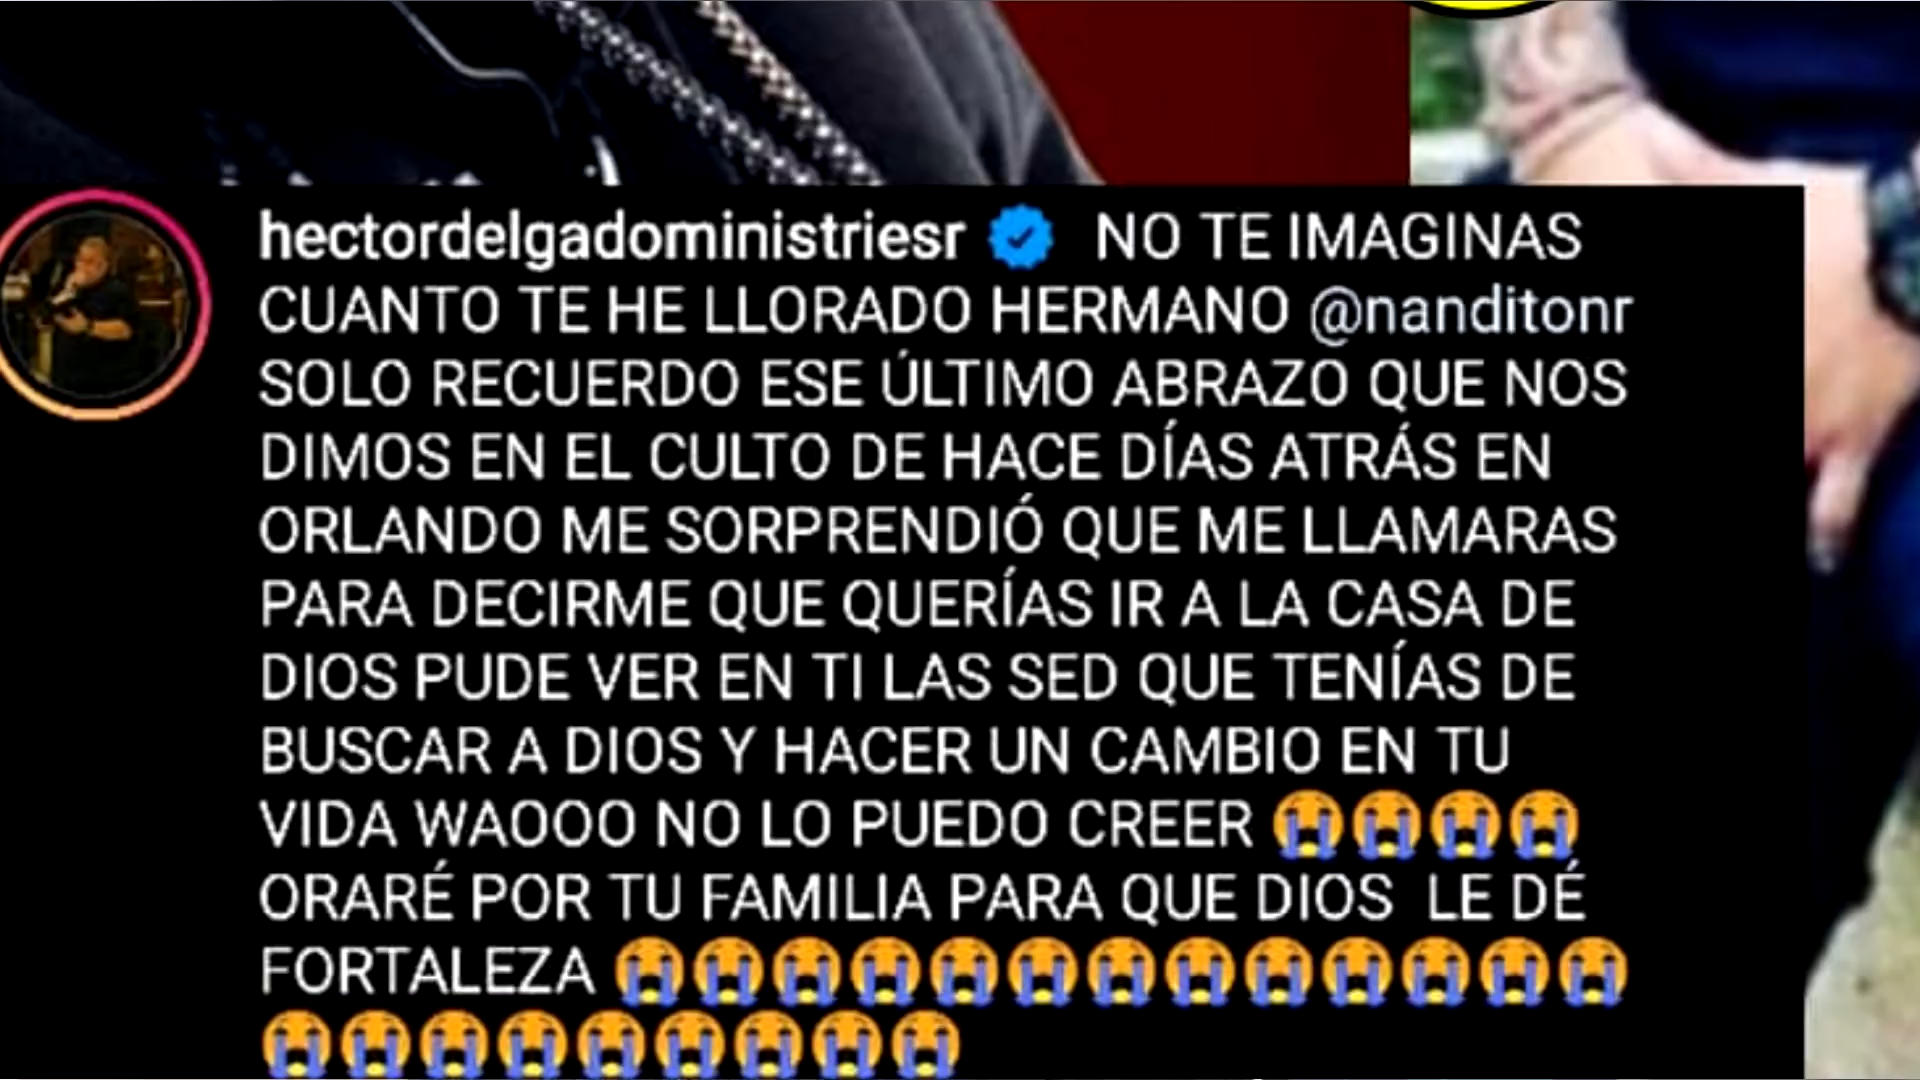 hectordelgadoministriesr NO TE IMAGINAS
CUANTO TE HE LLORADO HERMANO @nanditonr
SOLO RECUERDO ESE ÚLTIMO ABRAZO QUE NOS
DIMOS EN EL CULTO DE HACE DÍAS ATRÁS EN
ORLANDO ME SORPRENDIÓ QUE ME LLAMARAS
PARA DECIRME QUE QUERÍAS IR A LA CASA DE
DIOS PUDE VER EN TI LAS SED QUE TENÍAS DE
BUSCAR A DIOS Y HACER UN CAMBIO EN TU
VIDA WAOOO NO LO PUEDO CREER 😭😭😭😭
ORARÉ POR TU FAMILIA PARA QUE DIOS LE DÉ
FORTALEZA 😭😭😭😭😭😭😭😭😭😭😭😭😭
😭😭😭😭😭😭😭😭😭